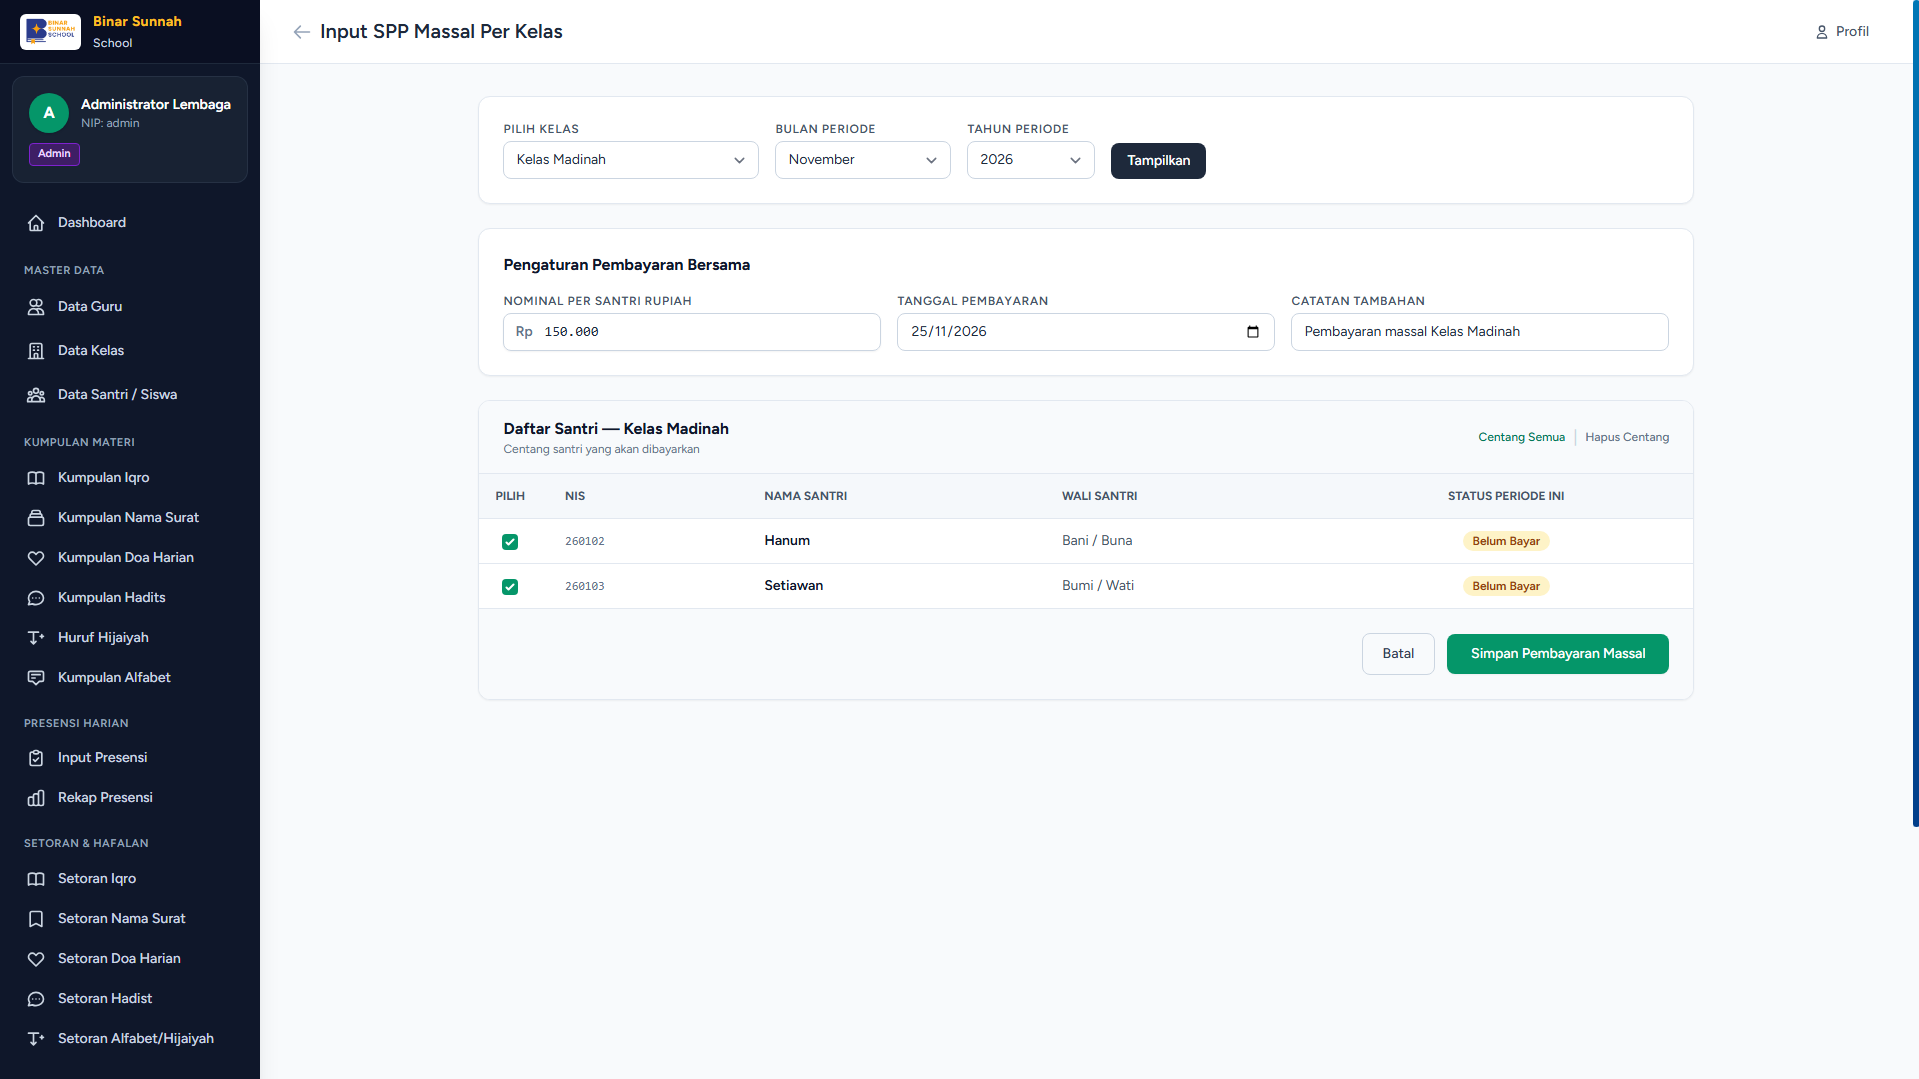 BINAR
SUNNAH
SCHOOL
Binar Sunnah
School
A
Administrator Lembaga
NIP: admin
Admin
Dashboard
MASTER DATA
Data Guru
Data Kelas
Data Santri / Siswa
KUMPULAN MATERI
Kumpulan Iqro
Kumpulan Nama Surat
Kumpulan Doa Harian
Kumpulan Hadits
Huruf Hijaiyah
Kumpulan Alfabet
PRESENSI HARIAN
Input Presensi
Rekap Presensi
SETORAN & HAFALAN
Setoran Iqro
Setoran Nama Surat
Setoran Doa Harian
Setoran Hadist
Setoran Alfabet/Hijaiyah
Input SPP Massal Per Kelas
Profil
PILIH KELAS BULAN PERIODE TAHUN PERIODE
Kelas Madinah November 2026 Tampilkan
Pengaturan Pembayaran Bersama
NOMINAL PER SANTRI RUPIAH TANGGAL PEMBAYARAN CATATAN TAMBAHAN
Rp 150.000 25/11/2026 Pembayaran massal Kelas Madinah
Daftar Santri — Kelas Madinah
Centang santri yang akan dibayarkan
Centang Semua Hapus Centang
PILIH NIS NAMA SANTRI WALI SANTRI STATUS PERIODE INI
260102 Hanum Bani / Buna Belum Bayar
260103 Setiawan Bumi / Wati Belum Bayar
Batal Simpan Pembayaran Massal